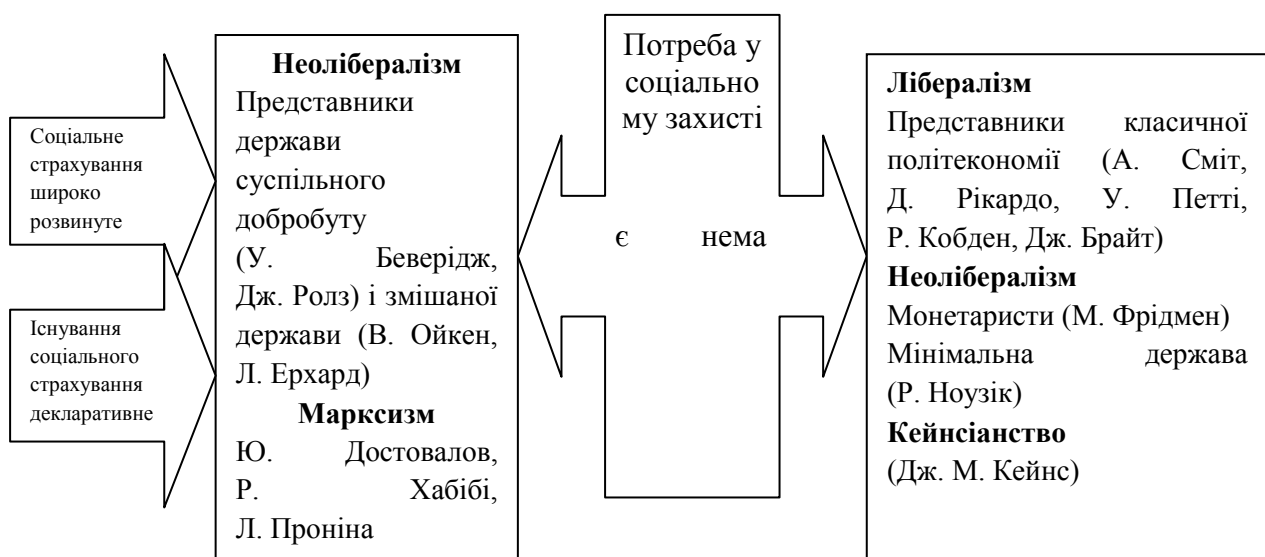 Соціальне
страхування
широко
розвинуте
Існування
соціального
страхування
декларативне
Неолібералізм
Представники
держави
суспільного
добробуту
(У. Беверідж,
Дж. Ролз) і змішаної
держави (В. Ойкен,
Л. Ерхард)
Марксизм
Ю. Достовалов,
Р. Хабібі,
Л. Проніна
Потреба у
соціально
му захисті
є нема
Лібералізм
Представники класичної
політекономії (А. Сміт,
Д. Рікардо, У. Петті,
Р. Кобден, Дж. Брайт)
Неолібералізм
Монетаристи (М. Фрідмен)
Мінімальна держава
(Р. Ноузік)
Кейнсіанство
(Дж. М. Кейнс)